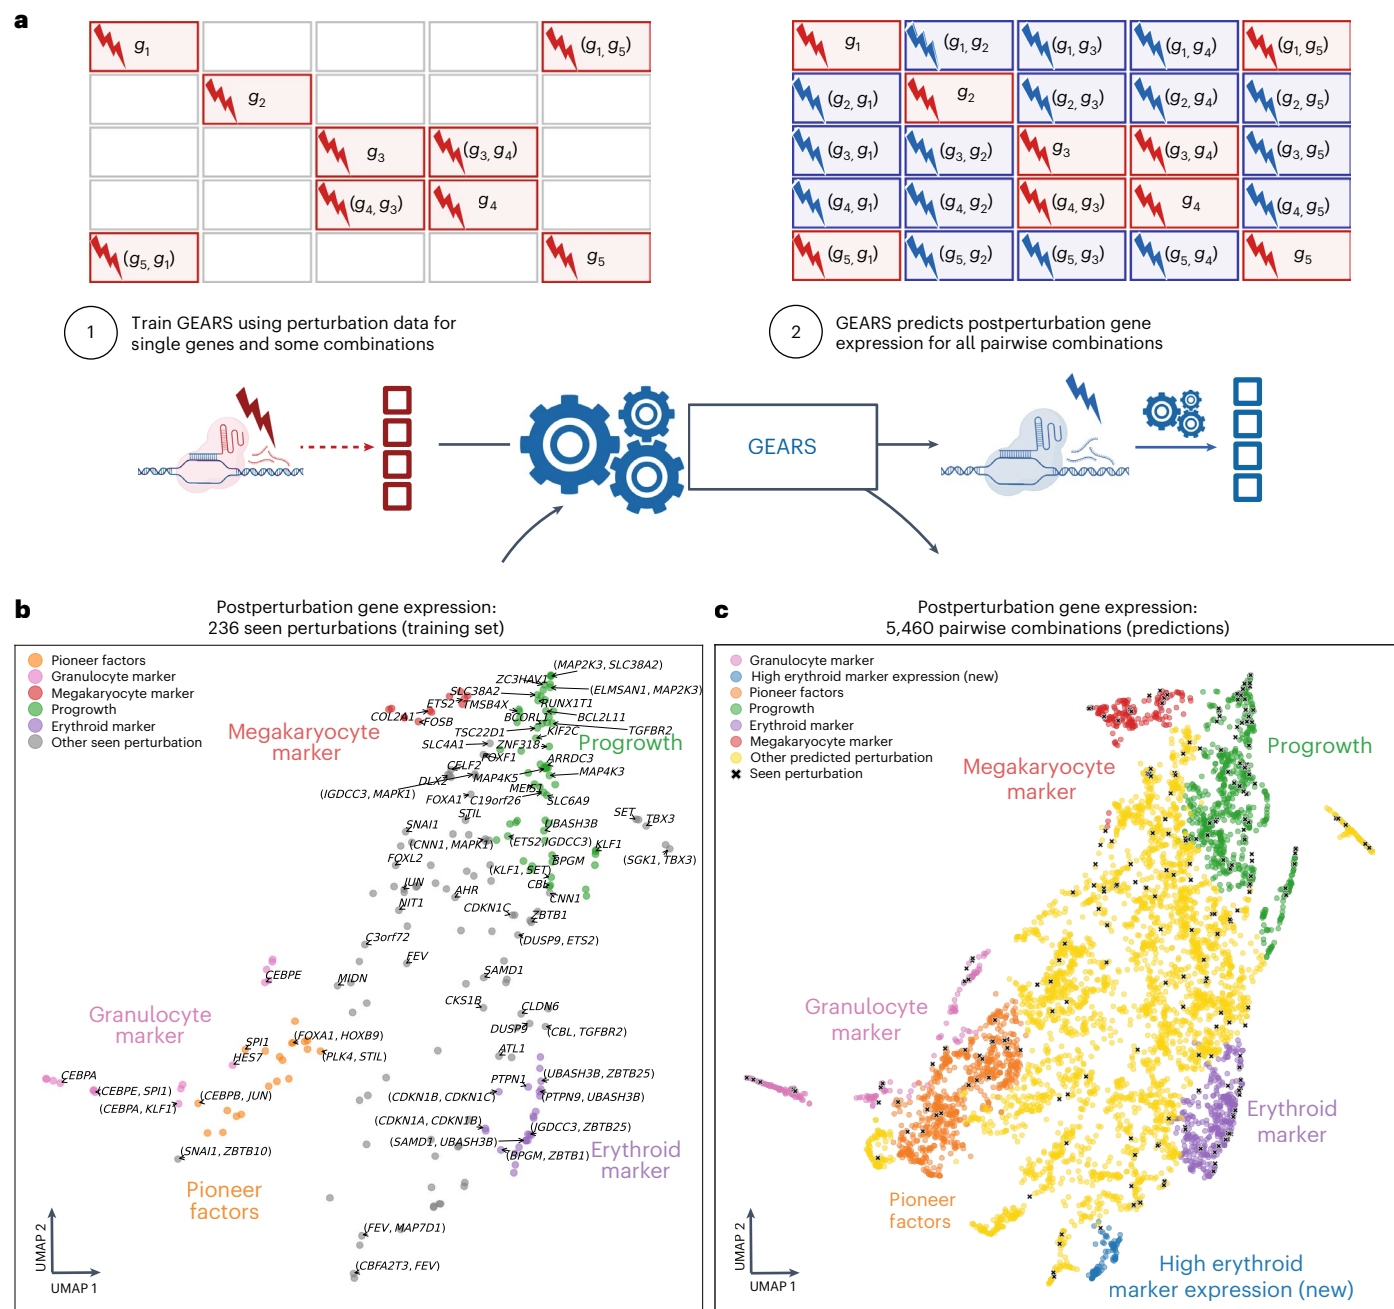 a
g1
(g1, g5)
g2
g3
(g3, g4)
(g4, g3)
g4
(g5, g1)
g5
g1
(g1, g2
(g1, g3)
(g1, g4)
(g1, g5)
(g2, g1)
g2
(g2, g3)
(g2, g4)
(g2, g5)
(g3, g1)
(g3, g2)
g3
(g3, g4)
(g3, g5)
(g4, g1)
(g4, g2)
(g4, g3)
g4
(g4, g5)
(g5, g1)
(g5, g2)
(g5, g3)
(g5, g4)
g5
1
Train GEARS using perturbation data for
single genes and some combinations
2
GEARS predicts postperturbation gene
expression for all pairwise combinations
GEARS
b
Postperturbation gene expression:
236 seen perturbations (training set)
Pioneer factors
Granulocyte marker
Megakaryocyte marker
Progrowth
Erythroid marker
Other seen perturbation
(MAP2K3, SLC38A2)
ZC3HAV1
SLC38A2
(ELMSAN1, MAP2K3)
ETS2
TMSB4X
RUNX1T1
COL2A1
FOSB
BCORL1
BCL2L11
TSC22D1
KIF2C
TGFBR2
Megakaryocyte
marker
SLC4A1
ZNF318
Progrowth
FOXF1
CELF2
ARRDC3
DLX2
MAP4K5
MAP4K3
(IGDCC3, MAPK1)
MEIS1
FOXA1
C19orf26
SLC6A9
STIL
SET
TBX3
SNAI1
UBASH3B
(CNN1, MAPK1)
(ETS2,IGDCC3)
KLF1
FOXL2
BPGM
(SGK1, TBX3)
(KLF1, SET)
JUN
AHR
CBL
NIT1
CNN1
CDKN1C
ZBTB1
C3orf72
(DUSP9, ETS2)
FEV
CEBPE
MIDN
SAMD1
CKS1B
CLDN6
Granulocyte
marker
DUSP9
(CBL, TGFBR2)
SPI1
(FOXA1, HOXB9)
HES7
(PLK4, STIL)
ATL1
CEBPA
PTPN1
(UBASH3B, ZBTB25)
(CEBPE, SPI1)
(CEBPB, JUN)
(CDKN1B, CDKN1C)
(PTPN9, UBASH3B)
(CEBPA, KLF1)
(CDKN1A, CDKN1B)
IGDCC3, ZBTB25)
(SAMD1, UBASH3B)
(SNAI1, ZBTB10)
(BPGM, ZBTB1)
Erythroid
marker
Pioneer
factors
(FEV, MAP7D1)
(CBFA2T3, FEV)
UMAP 2
UMAP 1
c
Postperturbation gene expression:
5,460 pairwise combinations (predictions)
Granulocyte marker
High erythroid marker expression (new)
Pioneer factors
Progrowth
Erythroid marker
Megakaryocyte marker
Other predicted perturbation
Seen perturbation
Megakaryocyte
marker
Progrowth
Granulocyte
marker
Erythroid
marker
Pioneer
factors
High erythroid
marker expression (new)
UMAP 2
UMAP 1